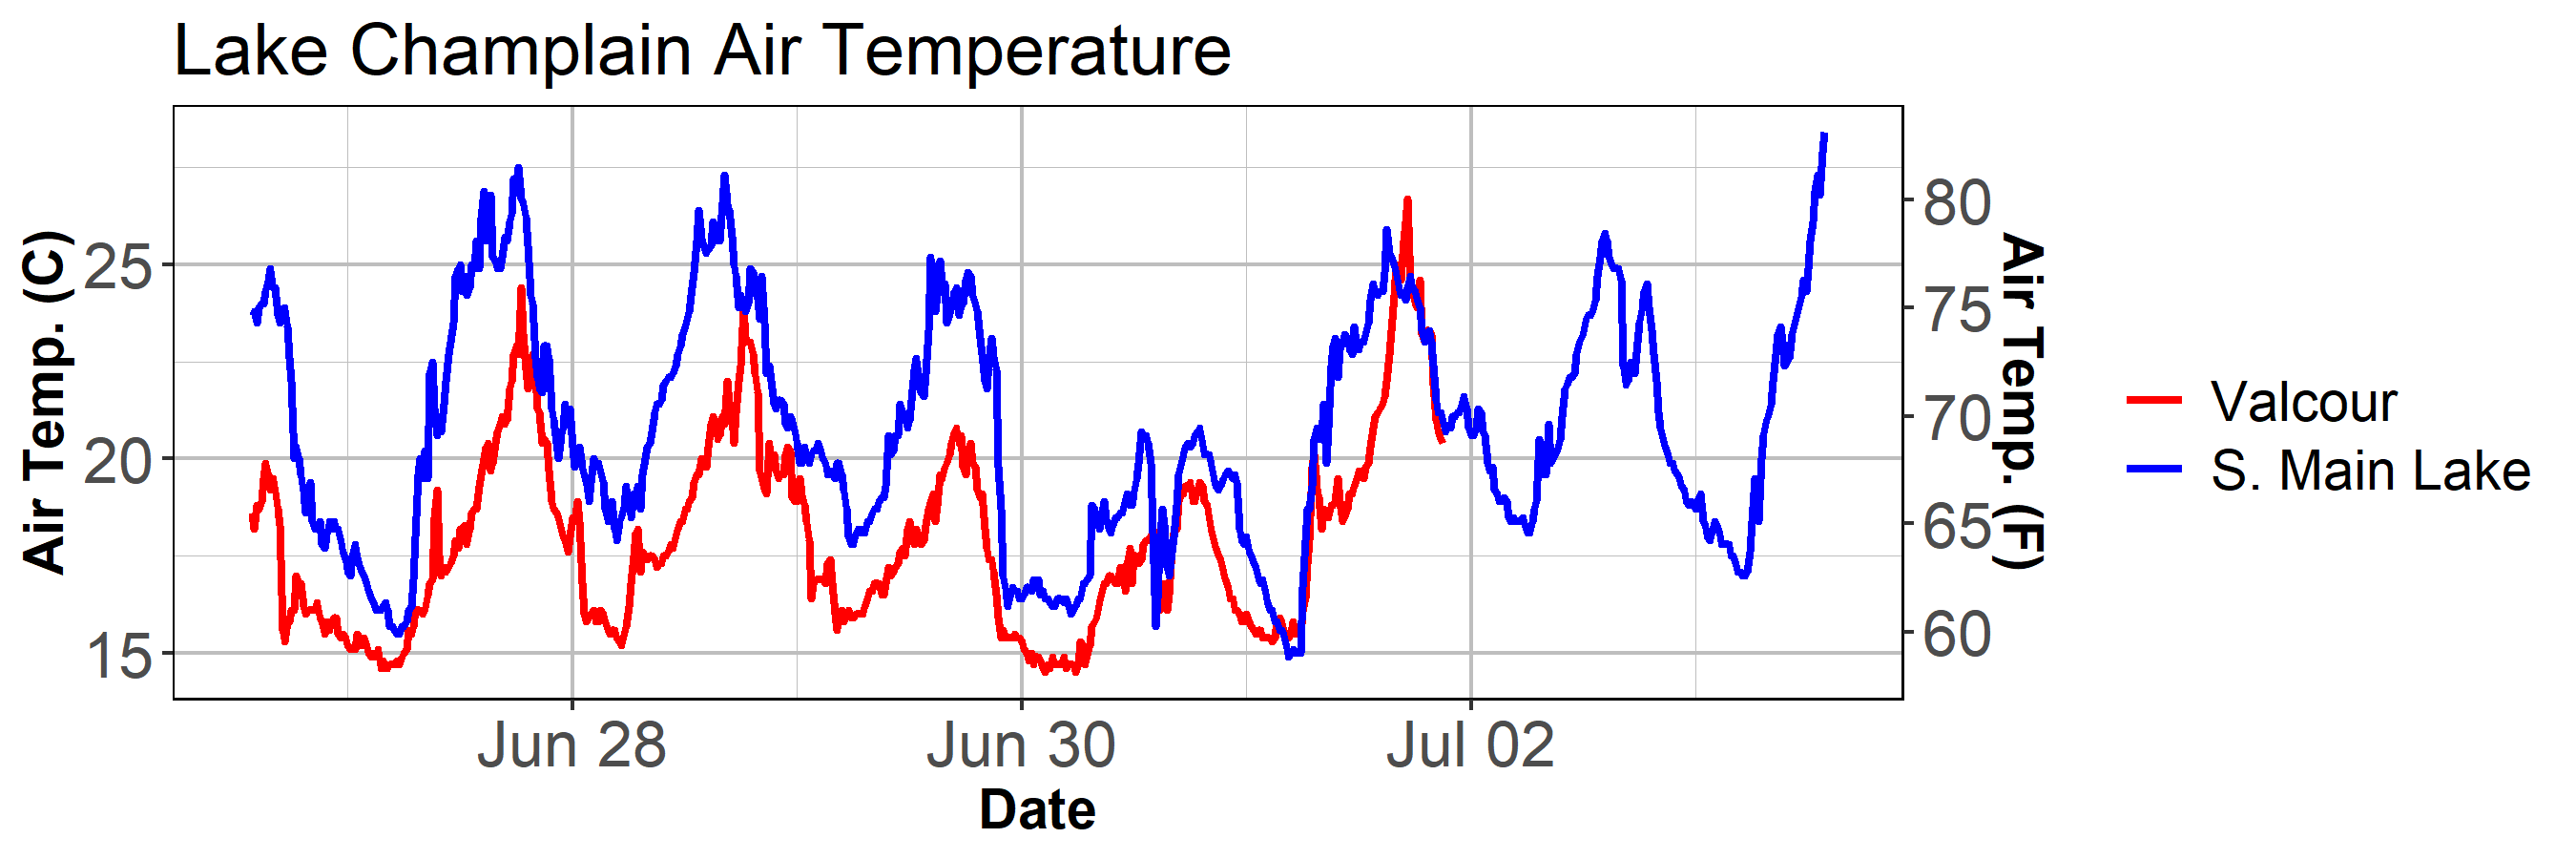 Lake Champlain Air Temperature
Air Temp. (C)
25
20
15
80
75
70
65
60
Air Temp. (F)
Valcour
S. Main Lake
Jun 28
Jun 30
Jul 02
Date